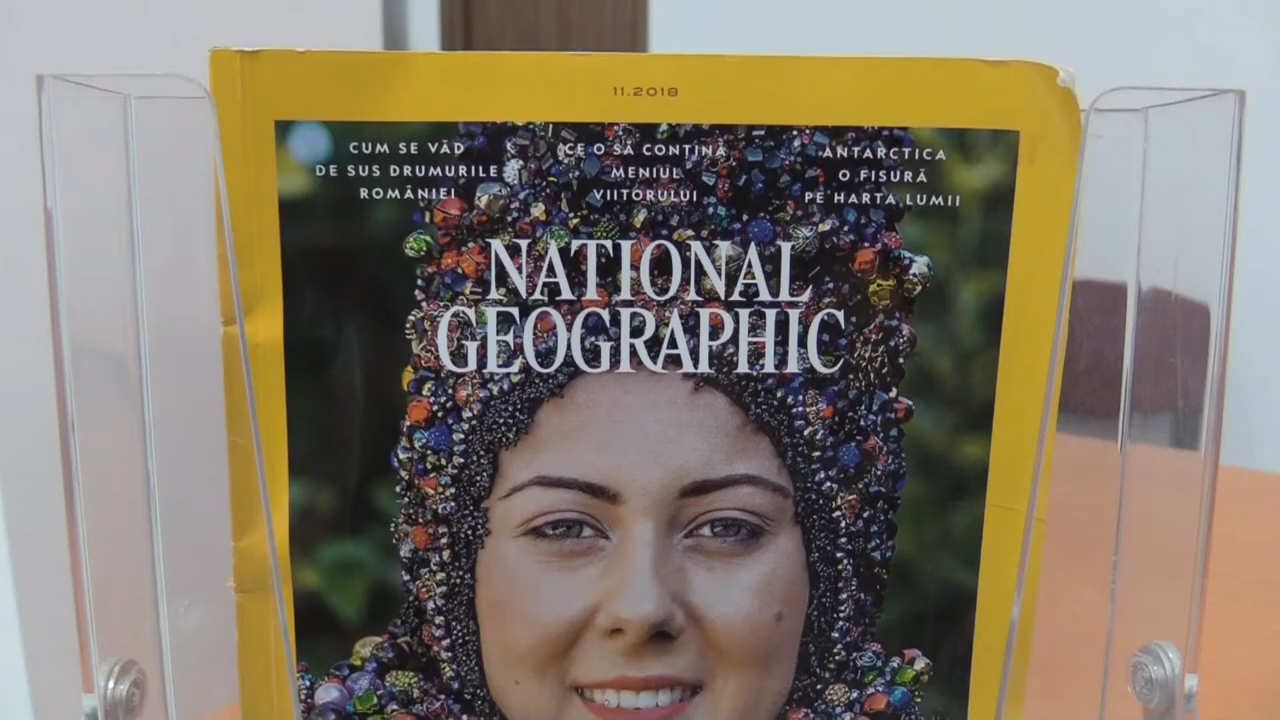 11.2018
CUM SE VĂD
DE SUS DRUMURILE
ROMÂNIEI
CE O SĂ CONȚINĂ
MENIUL
VIITORULUI
ANTARCTICA
O FISURĂ
PE HARTA LUMII
NATIONAL
GEOGRAPHIC